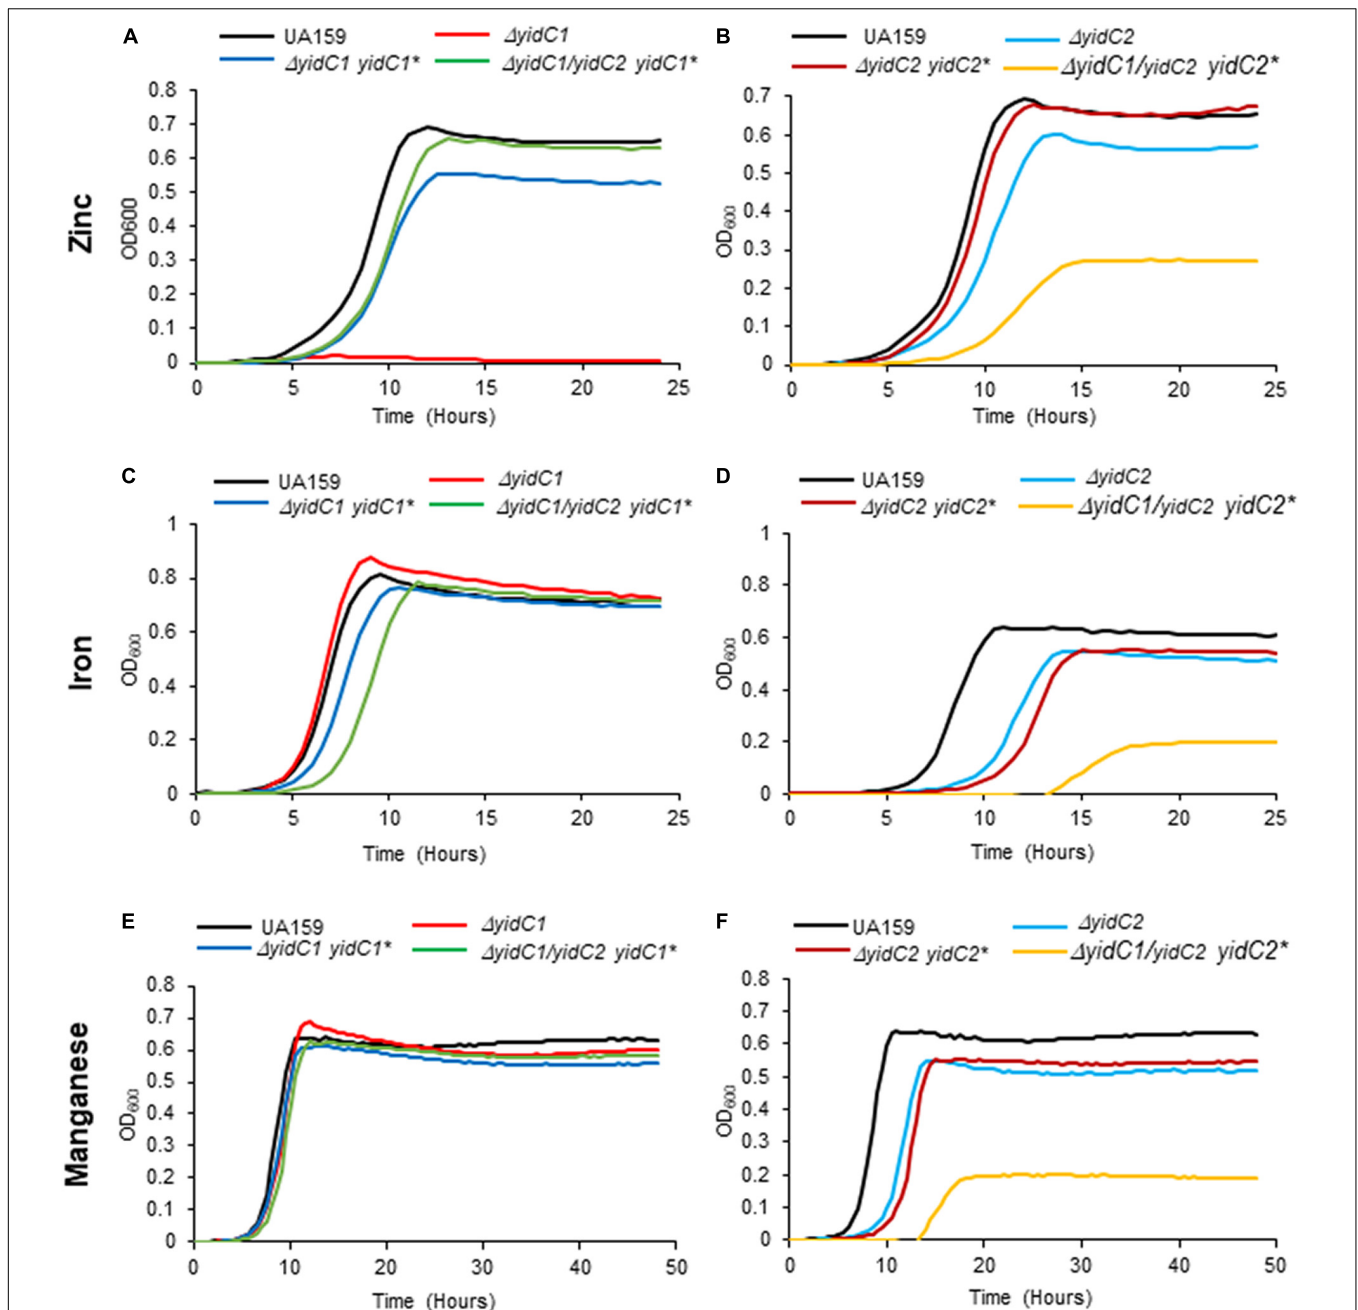 A
UA159
ΔyidC1
ΔyidC1 yidC1*
ΔyidC1/yidC2 yidC1*
Zinc
OD600
0.8
0.7
0.6
0.5
0.4
0.3
0.2
0.1
0
0 5 10 15 20 25
Time (Hours)
B
UA159
ΔyidC2
ΔyidC2 yidC2*
ΔyidC1/yidC2 yidC2*
OD600
0.7
0.6
0.5
0.4
0.3
0.2
0.1
0
0 5 10 15 20 25
Time (Hours)
C
UA159
ΔyidC1
ΔyidC1 yidC1*
ΔyidC1/yidC2 yidC1*
Iron
OD600
1
0.8
0.6
0.4
0.2
0
0 5 10 15 20 25
Time (Hours)
D
UA159
ΔyidC2
ΔyidC2 yidC2*
ΔyidC1/yidC2 yidC2*
OD600
1
0.8
0.6
0.4
0.2
0
0 5 10 15 20 25
Time (Hours)
E
UA159
ΔyidC1
ΔyidC1 yidC1*
ΔyidC1/yidC2 yidC1*
Manganese
OD600
0.8
0.7
0.6
0.5
0.4
0.3
0.2
0.1
0
0 10 20 30 40 50
Time (Hours)
F
UA159
ΔyidC2
ΔyidC2 yidC2*
ΔyidC1/yidC2 yidC2*
OD600
0.8
0.7
0.6
0.5
0.4
0.3
0.2
0.1
0
0 10 20 30 40 50
Time (Hours)